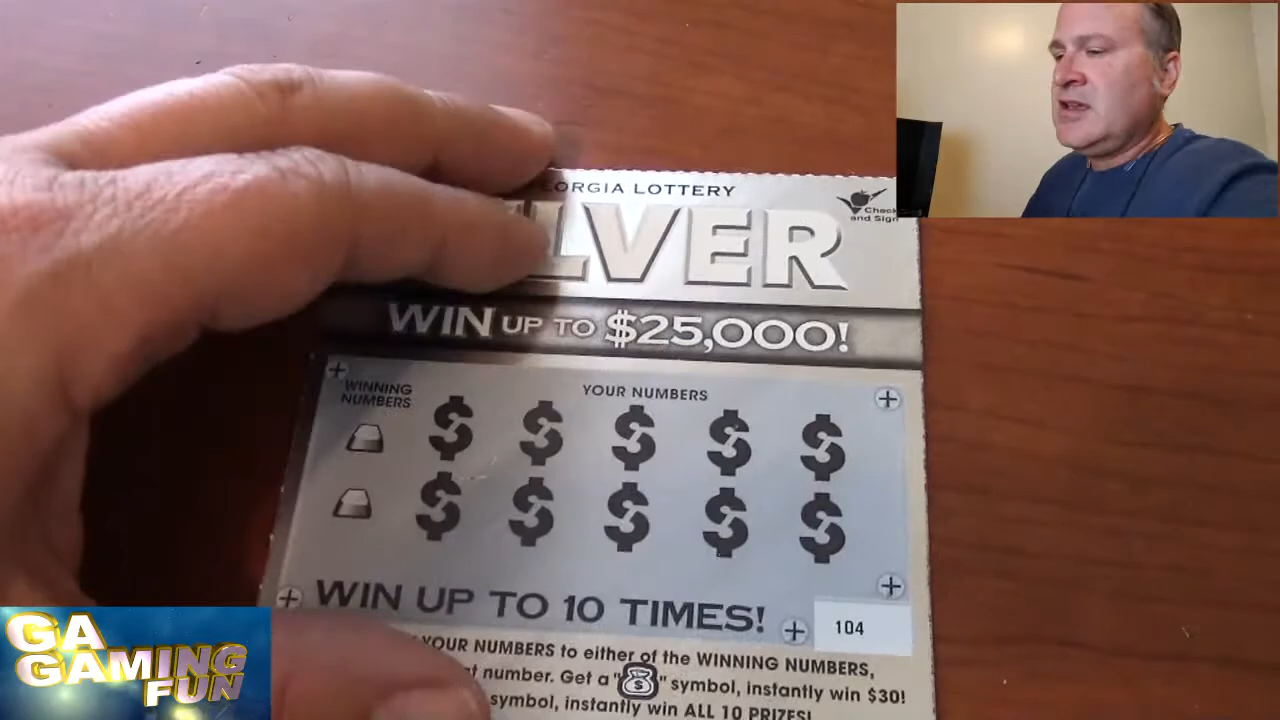 GEORGIA LOTTERY
SILVER
Check
and Sign
WIN UP TO $25,000!
WINNING
NUMBERS
YOUR NUMBERS
WIN UP TO 10 TIMES!
104
YOUR NUMBERS to either of the WINNING NUMBERS,
number. Get a "$" symbol, instantly win $30!
symbol, instantly win ALL 10 PRIZES!
GA
GAMING
FUN